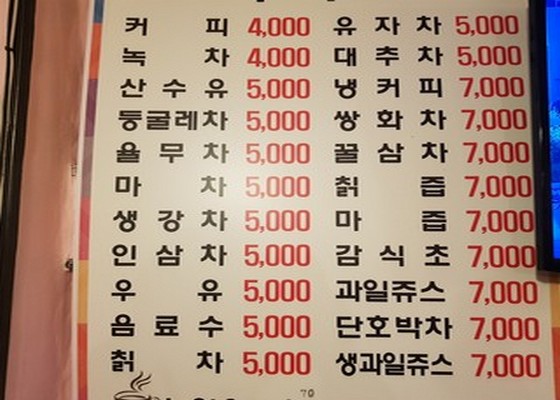 커 피 4,000 유 자 차 5,000
녹 차 4,000 대 추 차 5,000
산 수 유 5,000 냉 커 피 7,000
둥굴레차 5,000 쌍 화 차 7,000
율 무 차 5,000 꿀 삼 차 7,000
마 차 5,000 칡 즙 7,000
생 강 차 5,000 마 즙 7,000
인 삼 차 5,000 감 식 초 7,000
우 유 5,000 과일쥬스 7,000
음 료 수 5,000 단호박차 7,000
칡 차 5,000 생과일쥬스 7,000
70